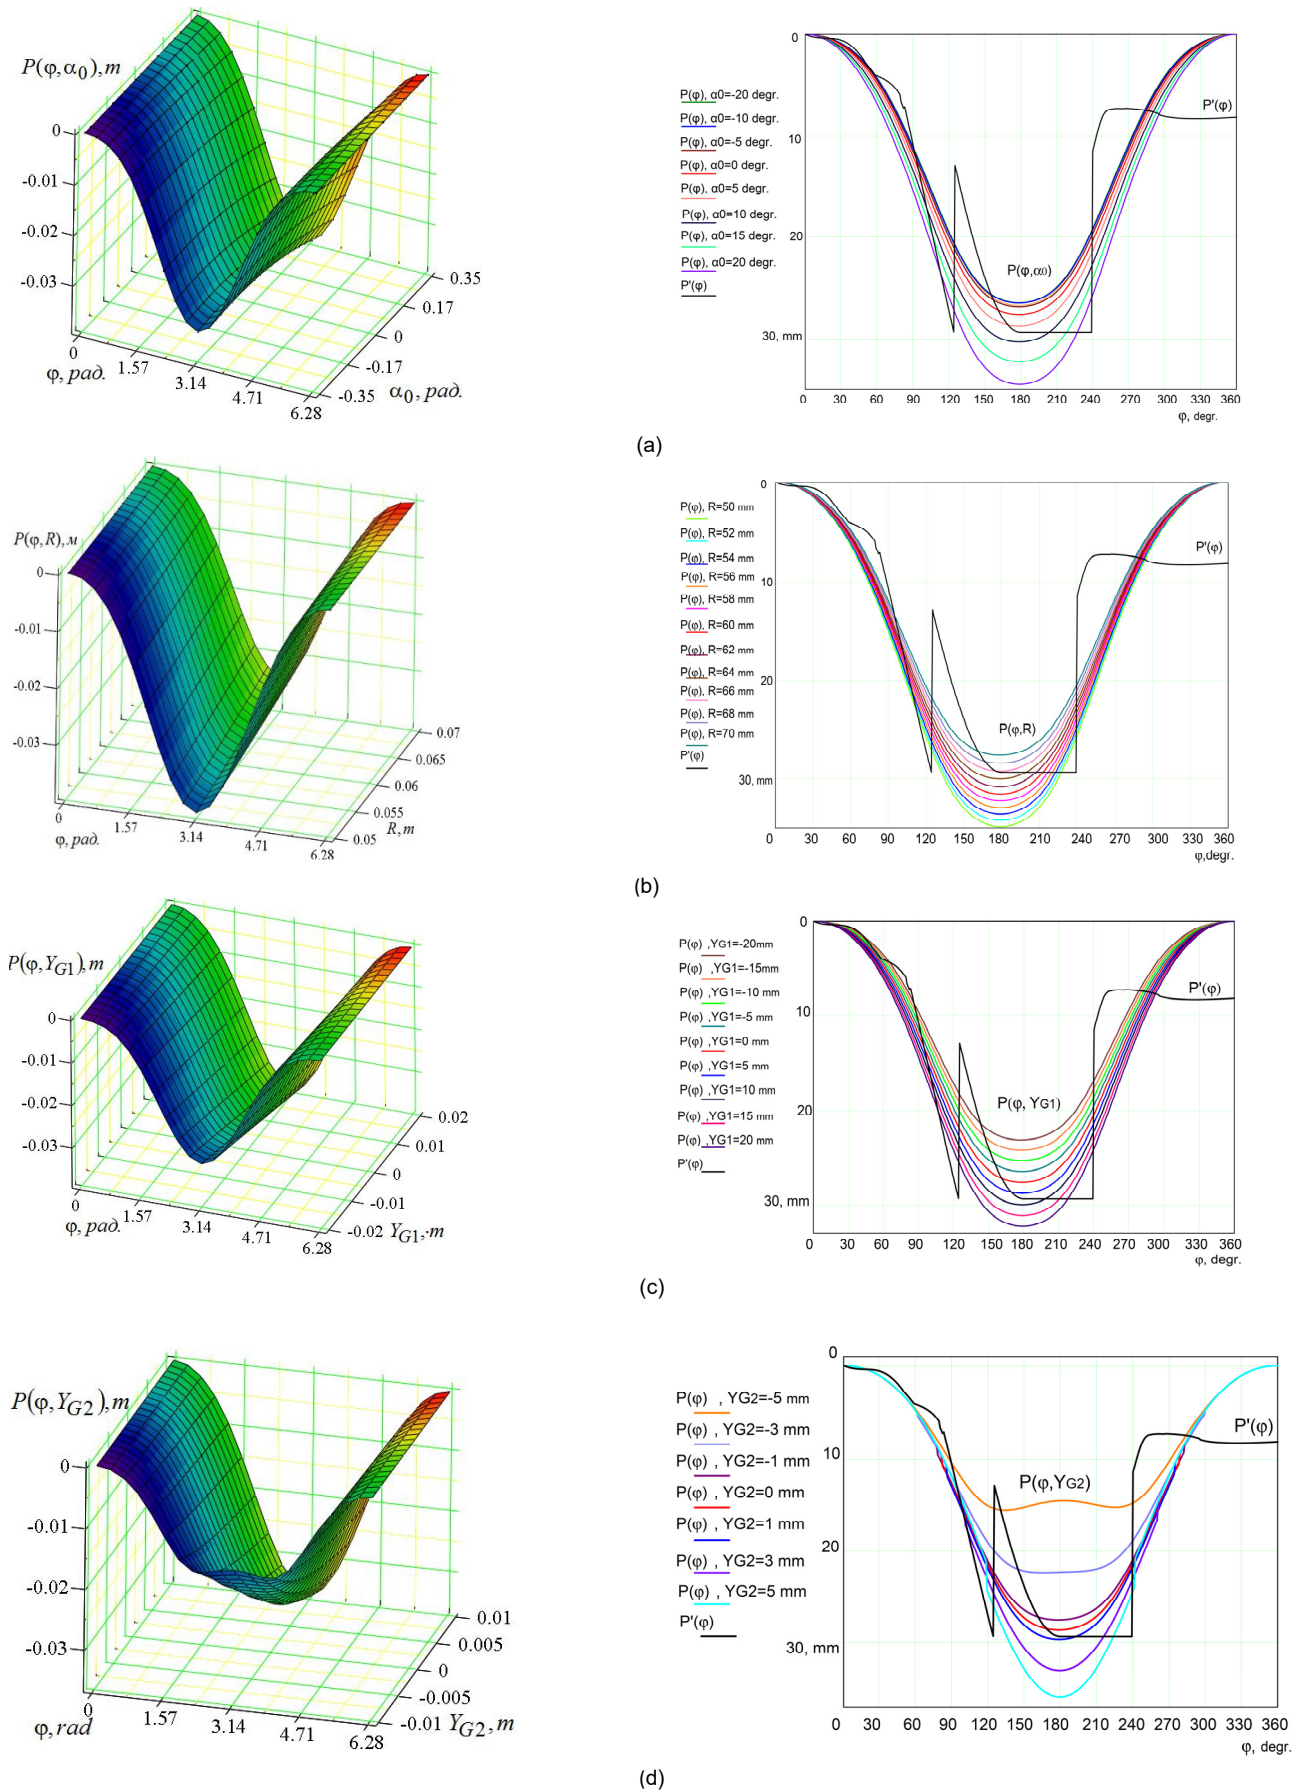 P(φ,α₀), m
0
-0.01
-0.02
-0.03
0
1.57
3.14
4.71
6.28
φ, рад.
0.35
0.17
0
-0.17
-0.35
α₀, рад.
P(φ), α0=-20 degr.
P(φ), α0=-10 degr.
P(φ), α0=-5 degr.
P(φ), α0=0 degr.
P(φ), α0=5 degr.
P(φ), α0=10 degr.
P(φ), α0=15 degr.
P(φ), α0=20 degr.
P'(φ)
0
10
20
30, mm
P'(φ)
P(φ,α0)
10 30 60 90 120 150 180 210 240 270 300 330 360
φ, degr.
(a)
P(φ,R), м
0
-0.01
-0.02
-0.03
0
1.57
3.14
4.71
6.28
φ, рад.
0.07
0.065
0.06
0.055
0.05
R, m
P(φ), R=50 mm
P(φ), R=52 mm
P(φ), R=54 mm
P(φ), R=56 mm
P(φ), R=58 mm
P(φ), R=60 mm
P(φ), R=62 mm
P(φ), R=64 mm
P(φ), R=66 mm
P(φ), R=68 mm
P(φ), R=70 mm
P'(φ)
0
10
20
30, mm
P'(φ)
P(φ,R)
0 30 60 90 120 150 180 210 240 270 300 330 360
φ,degr.
(b)
P(φ,Y_G1), m
0
-0.01
-0.02
-0.03
0
1.57
3.14
4.71
6.28
φ, рад.
0.02
0.01
0
-0.01
-0.02
Y_G1,·m
P(φ) ,YG1=-20mm
P(φ) ,YG1=-15mm
P(φ) ,YG1=-10 mm
P(φ) ,YG1=-5 mm
P(φ) ,YG1=0 mm
P(φ) ,YG1=5 mm
P(φ) ,YG1=10 mm
P(φ) ,YG1=15 mm
P(φ) ,YG1=20 mm
P'(φ)
0
10
20
30, mm
P'(φ)
P(φ, YG1)
0 30 60 90 120 150 180 210 240 270 300 330 360
φ, degr.
(c)
P(φ,Y_G2), m
0
-0.01
-0.02
-0.03
0
1.57
3.14
4.71
6.28
φ, rad
0.01
0.005
0
-0.005
-0.01
Y_G2, m
P(φ) , YG2=-5 mm
P(φ) , YG2=-3 mm
P(φ) , YG2=-1 mm
P(φ) , YG2=0 mm
P(φ) , YG2=1 mm
P(φ) , YG2=3 mm
P(φ) , YG2=5 mm
P'(φ)
0
10
20
30, mm
P'(φ)
P(φ,YG2)
0 30 60 90 120 150 180 210 240 270 300 330 360
φ, degr.
(d)